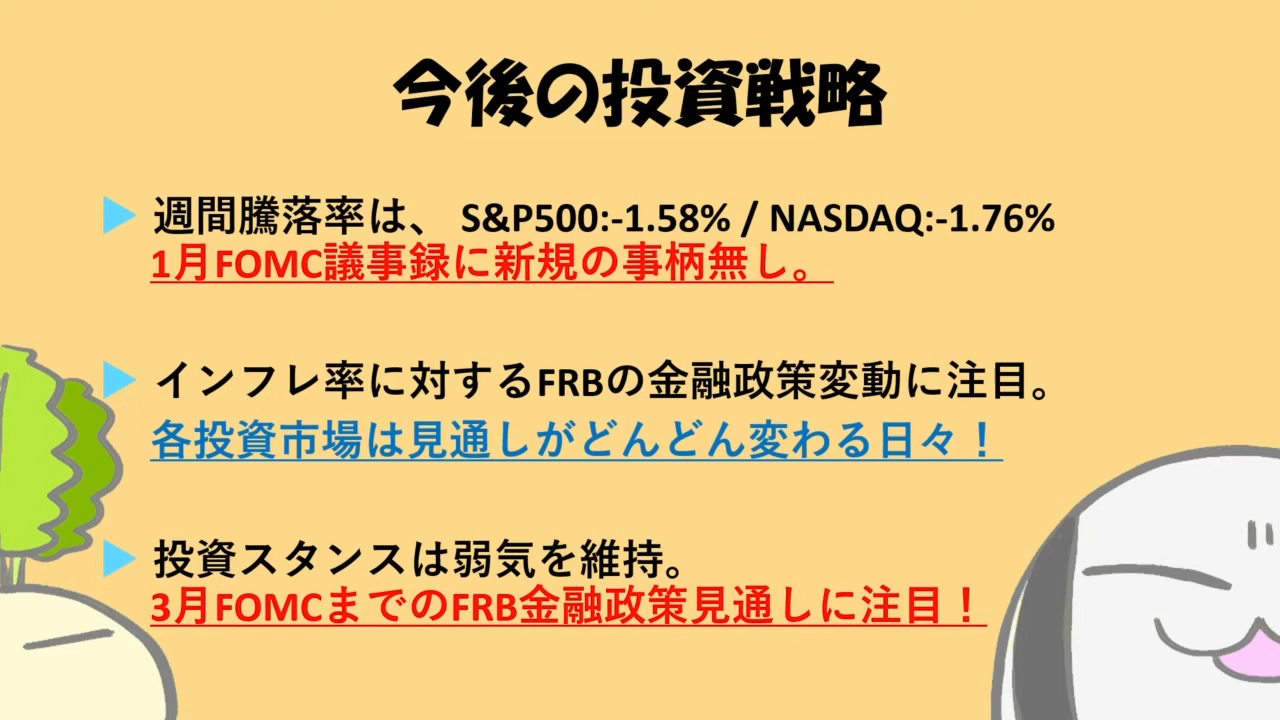 今後の投資戦略
週間騰落率は、 S&P500:-1.58% / NASDAQ:-1.76%
1月FOMC議事録に新規の事柄無し。
インフレ率に対するFRBの金融政策変動に注目。
各投資市場は見通しがどんどん変わる日々！
投資スタンスは弱気を維持。
3月FOMCまでのFRB金融政策見通しに注目！